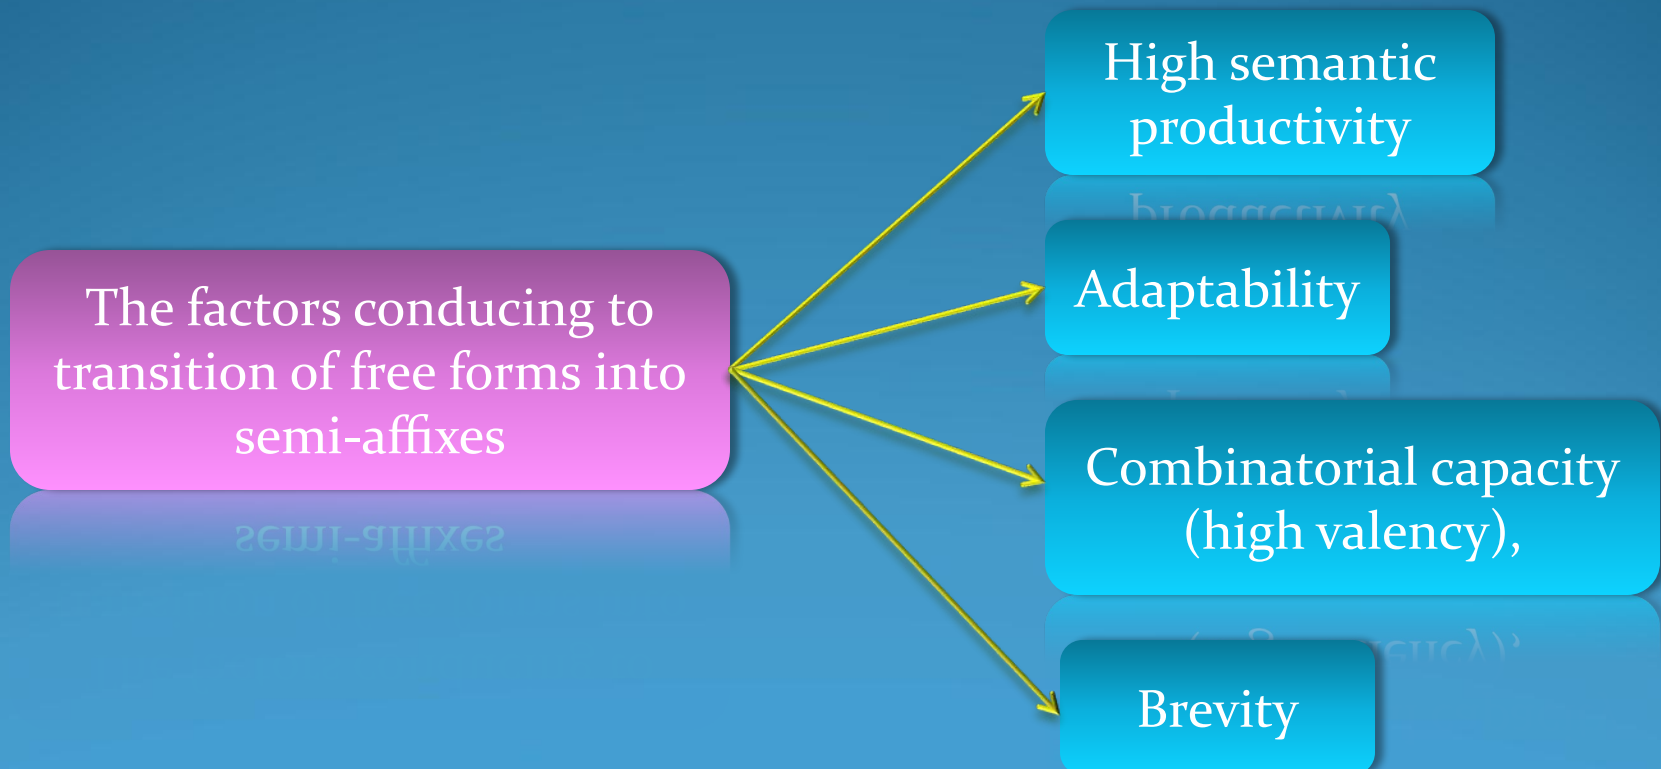 The factors conducing to
transition of free forms into
semi-affixes
High semantic
productivity
Adaptability
Combinatorial capacity
(high valency),
Brevity